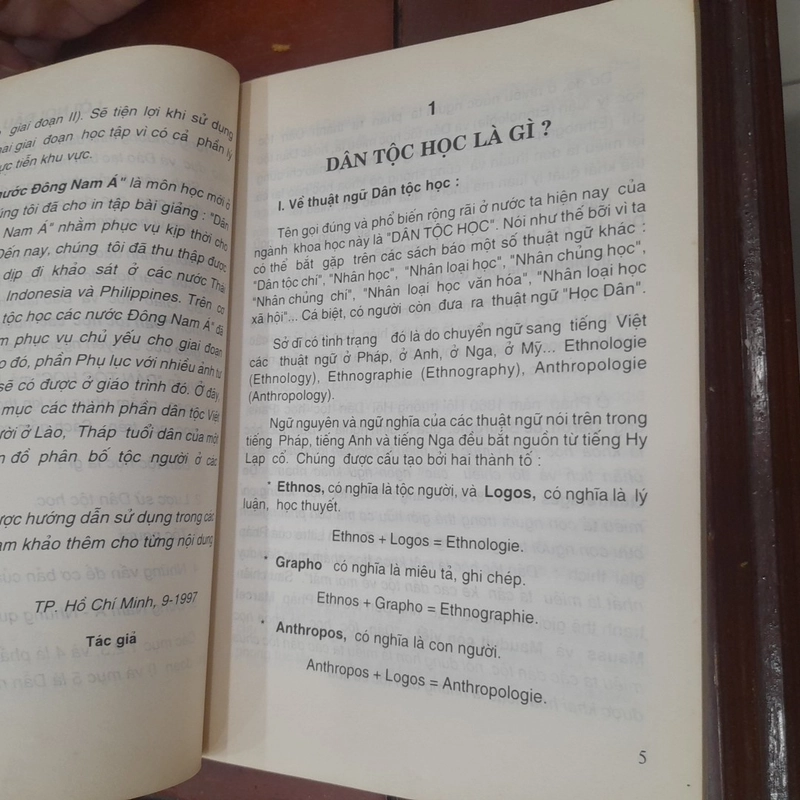 giai đoạn II). Sẽ tiện lợi khi sử dụng
hai giai đoạn học tập vì có cả phần lý
thực tiễn khu vực.
nước Đông Nam Á" là môn học mới ở
chúng tôi đã cho in tập bài giảng : "Dân
Nam Á" nhằm phục vụ kịp thời cho
Đến nay, chúng tôi đã thu thập được
dịp đi khảo sát ở các nước Thái
Indonesia và Philippines. Trên cơ
tộc học các nước Đông Nam Á" đã
phục vụ chủ yếu cho giai đoạn
đó, phần Phụ lục với nhiều ảnh tư
sẽ có được ở giáo trình đó. Ở đây,
mục các thành phần dân tộc Việt
người ở Lào, Tháp tuổi dân của một
đồ phân bố tộc người ở các
được hướng dẫn sử dụng trong các
tham khảo thêm cho từng nội dung
TP. Hồ Chí Minh, 9-1997
Tác giả
1
DÂN TỘC HỌC LÀ GÌ ?
I. Về thuật ngữ Dân tộc học :
Tên gọi đúng và phổ biến rộng rãi ở nước ta hiện nay của
ngành khoa học này là "DÂN TỘC HỌC". Nói như thế bởi vì ta
có thể bắt gặp trên các sách báo một số thuật ngữ khác :
"Dân tộc chí", "Nhân học", "Nhân loại học", "Nhân chủng học",
"Nhân chủng chí", "Nhân loại học văn hóa", "Nhân loại học
xã hội"... Cá biệt, có người còn đưa ra thuật ngữ "Học Dân".
Sở dĩ có tình trạng đó là do chuyển ngữ sang tiếng Việt
các thuật ngữ ở Pháp, ở Anh, ở Nga, ở Mỹ... Ethnologie
(Ethnology), Ethnographie (Ethnography), Anthropologie
(Anthropology).
Ngữ nguyên và ngữ nghĩa của các thuật ngữ nói trên trong
tiếng Pháp, tiếng Anh và tiếng Nga đều bắt nguồn từ tiếng Hy
Lạp cổ. Chúng được cấu tạo bởi hai thành tố :
* Ethnos, có nghĩa là tộc người, và Logos, có nghĩa là lý
luận, học thuyết.
Ethnos + Logos = Ethnologie.
* Grapho có nghĩa là miêu tả, ghi chép.
Ethnos + Grapho = Ethnographie.
* Anthropos, có nghĩa là con người.
Anthropos + Logos = Anthropologie.
5